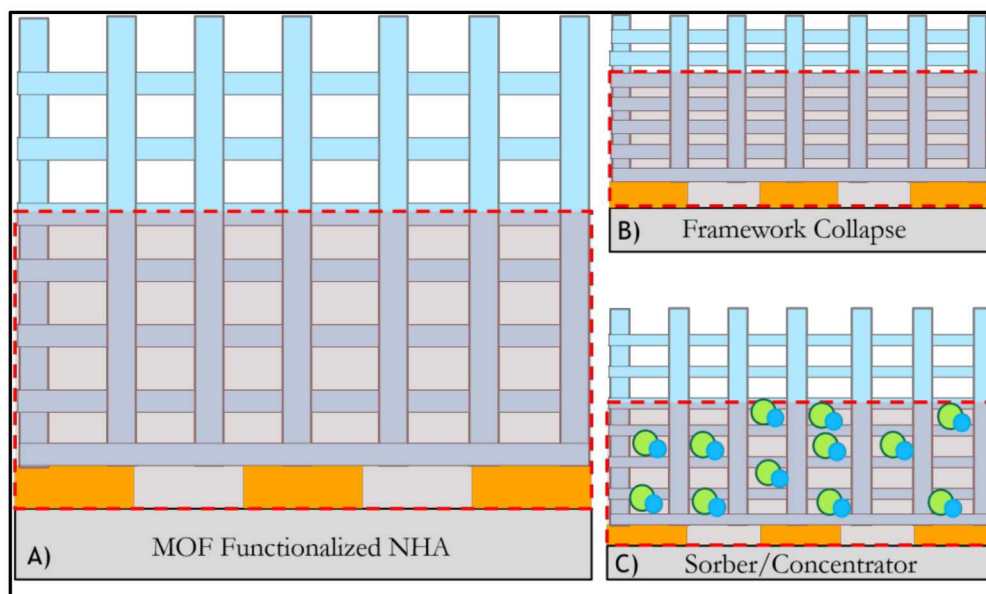 A) MOF Functionalized NHA
B) Framework Collapse
C) Sorber/Concentrator